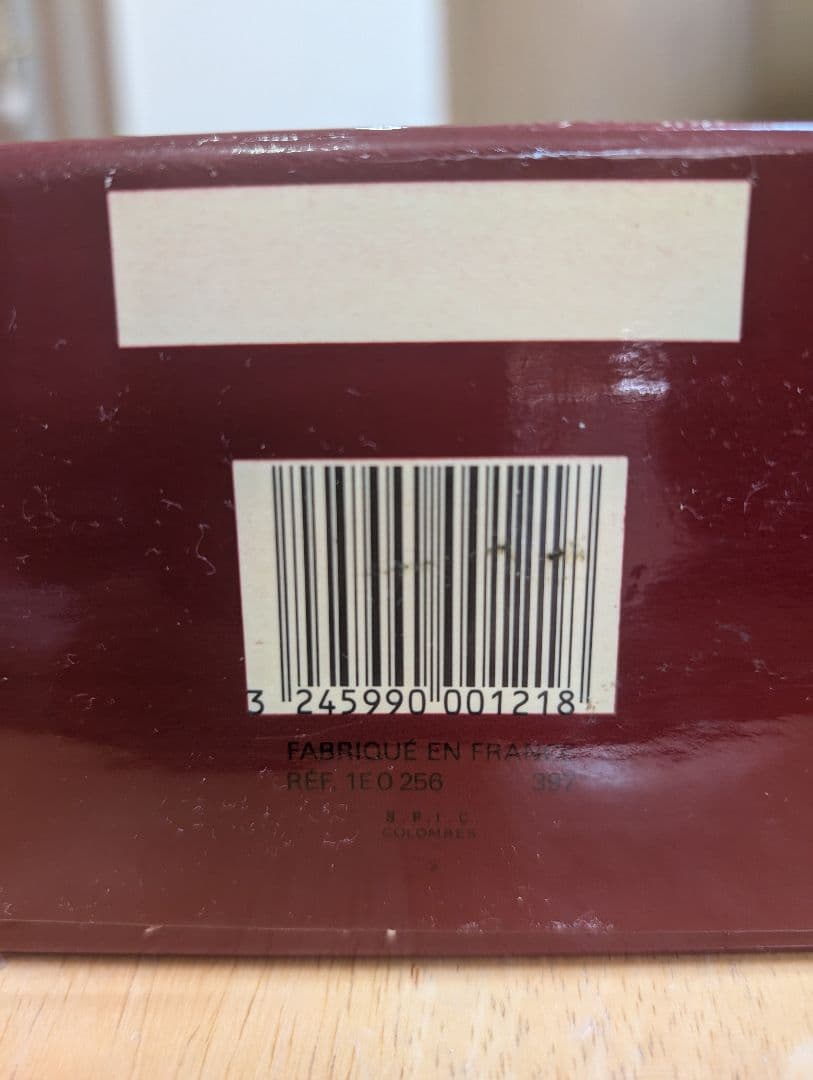 3 245990 001218
FABRIQUÉ EN FRANCE
RÉF. 1E0 256 397
COLOMBES